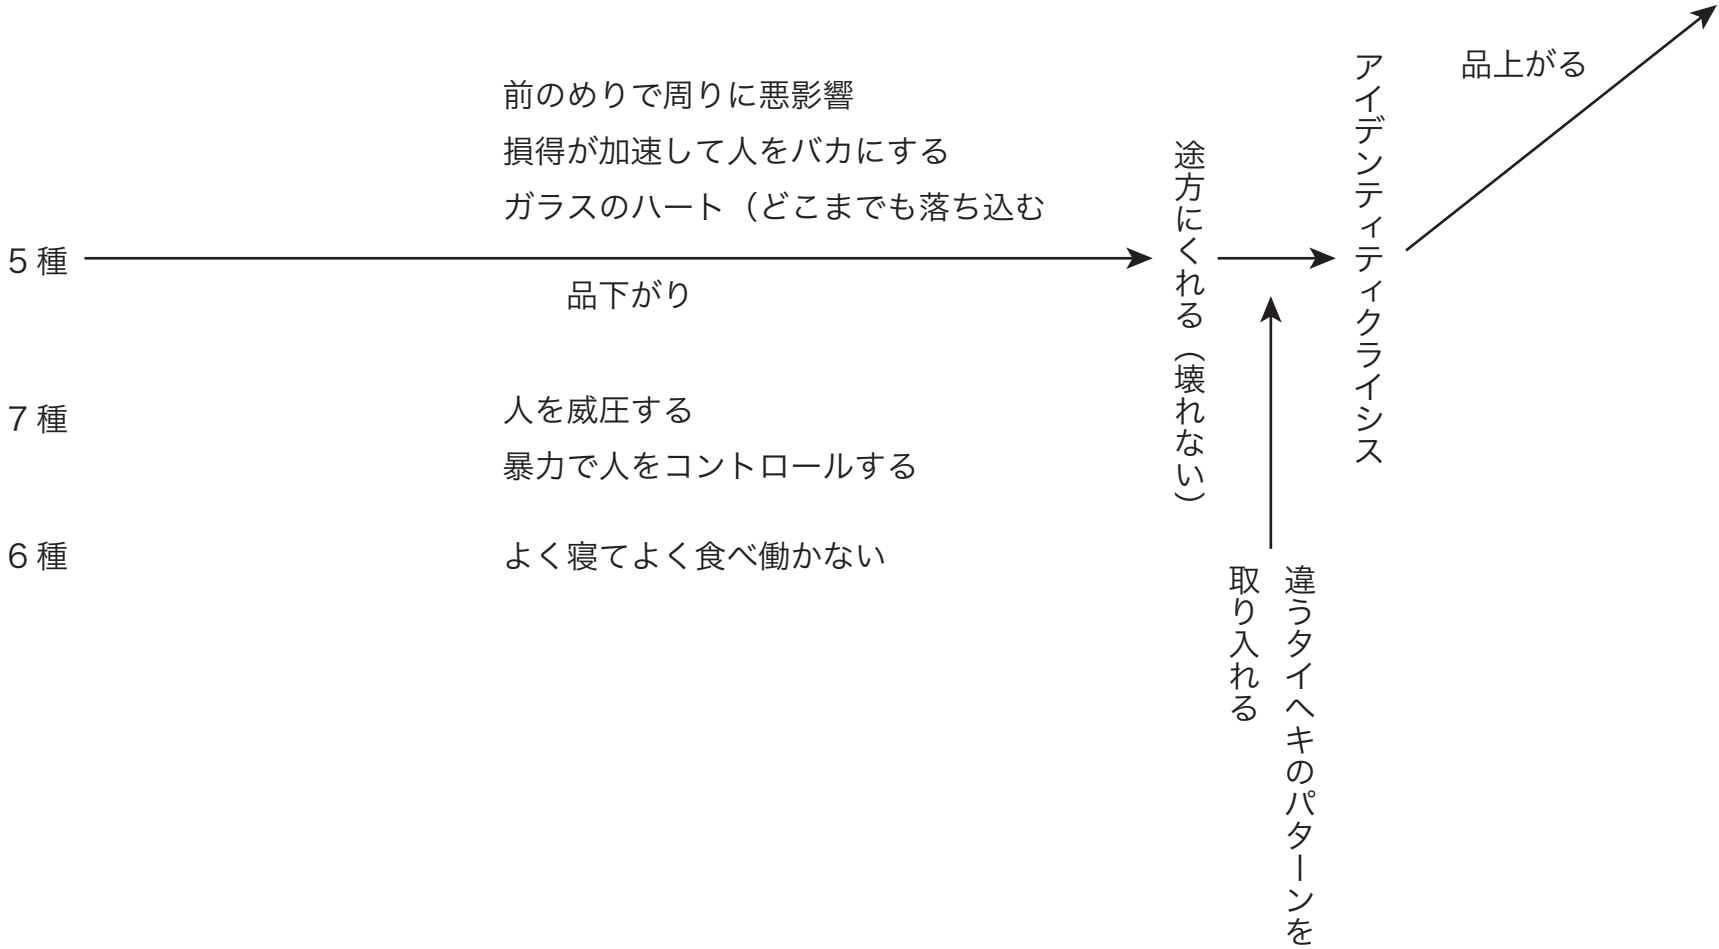 前のめりで周りに悪影響
損得が加速して人をバカにする
ガラスのハート（どこまでも落ち込む
5種
品下がり
7種
人を威圧する
暴力で人をコントロールする
6種
よく寝てよく食べ働かない
途方にくれる（壊れない）
違うタイヘキのパターンを
取り入れる
アイデンティティクライシス
品上がる